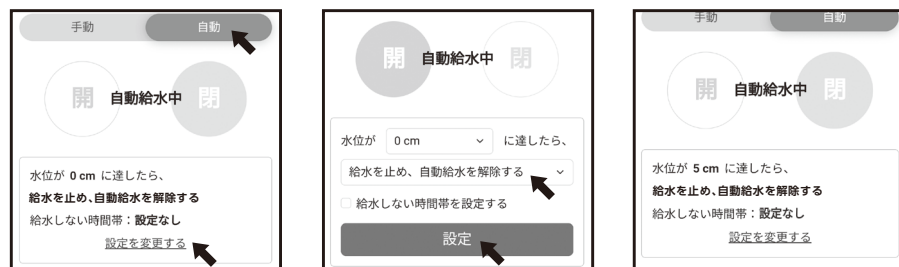 手動 自動
開 自動給水中 閉
水位が 0 cm に達したら、
給水を止め、自動給水を解除する
給水しない時間帯：設定なし
設定を変更する
開 自動給水中 閉
水位が 0 cm に達したら、
給水を止め、自動給水を解除する
給水しない時間帯を設定する
設定
手動 自動
開 自動給水中 閉
水位が 5 cm に達したら、
給水を止め、自動給水を解除する
給水しない時間帯：設定なし
設定を変更する